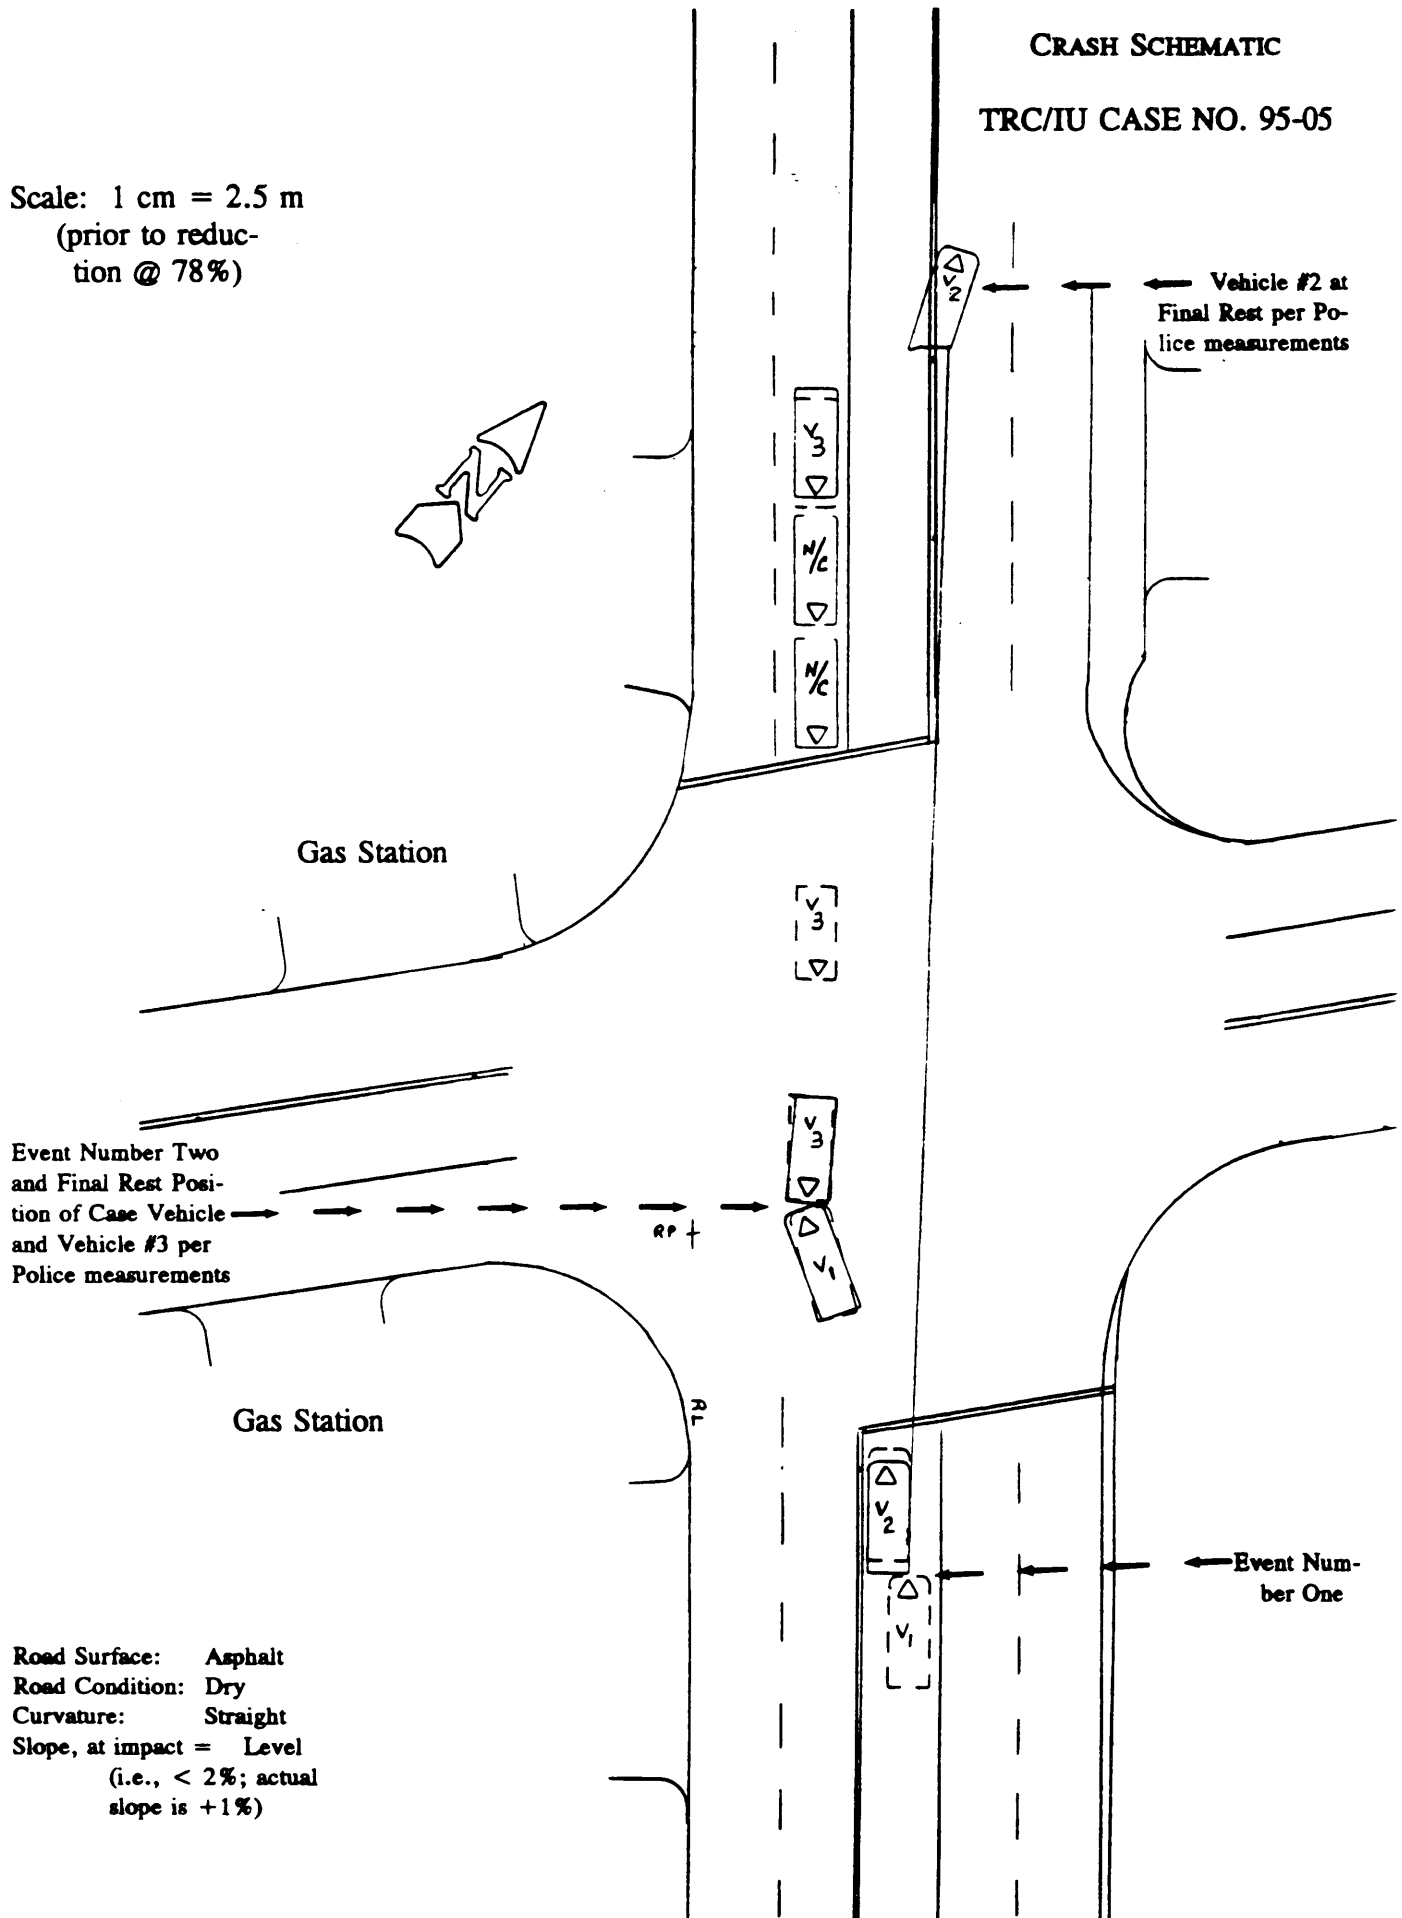 CRASH SCHEMATIC
TRC/IU CASE NO. 95-05
Scale: 1 cm = 2.5 m
(prior to reduc-
tion @ 78%)
V2
Vehicle #2 at
Final Rest per Po-
lice measurements
V3
N
N/C
N/C
Gas Station
V3
V3
Event Number Two
and Final Rest Posi-
tion of Case Vehicle
and Vehicle #3 per
Police measurements
RP
V1
RL
Gas Station
V2
Event Num-
ber One
V1
Road Surface: Asphalt
Road Condition: Dry
Curvature: Straight
Slope, at impact = Level
(i.e., < 2%; actual
slope is +1%)